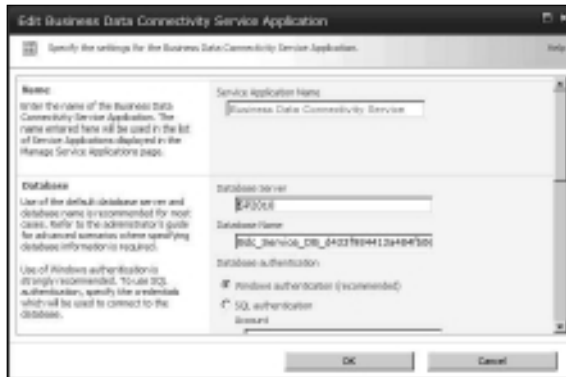 Edit Business Data Connectivity Service Application
Specify the settings for the Business Data Connectivity Service Application.
Help
Name
Enter the name of the Business Data
Connectivity Service Application. The
name entered here will be used in the list
of Service Applications displayed in the
Manage Service Applications page.
Service Application Name
Business Data Connectivity Service
Database
Use of the default database server and
database name is recommended for most
cases. Refer to the administrator's guide
for advanced scenarios where specifying
database information is required.
Use of Windows authentication is
strongly recommended. To use SQL
authentication, specify the credentials
which will be used to connect to the
database.
Database Server
SP2010
Database Name
Database authentication
Windows authentication (recommended)
SQL authentication
Account
OK
Cancel